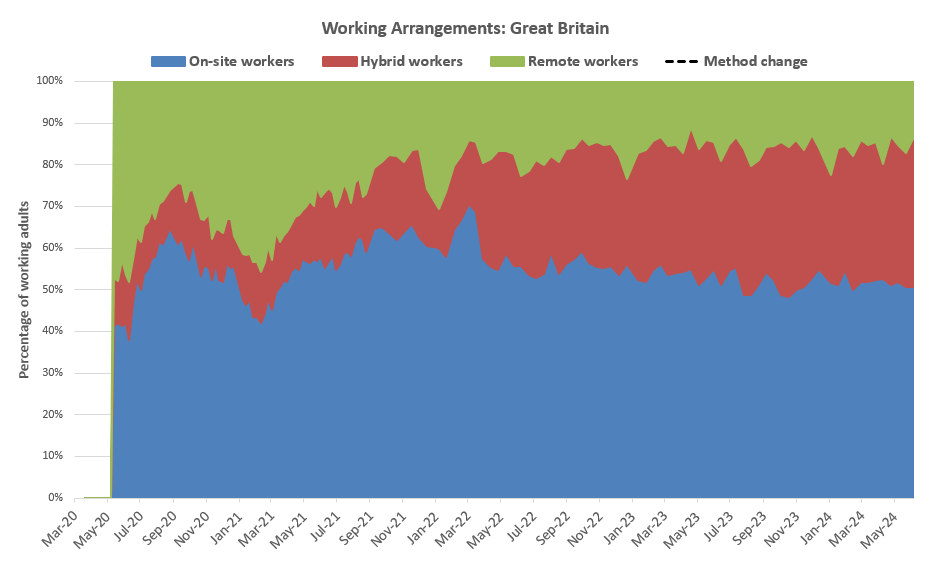 Working Arrangements: Great Britain
On-site workers Hybrid workers Remote workers Method change
Percentage of working adults
100%
90%
80%
70%
60%
50%
40%
30%
20%
10%
0%
Mar-20 May-20 Jul-20 Sep-20 Nov-20 Jan-21 Mar-21 May-21 Jul-21 Sep-21 Nov-21 Jan-22 Mar-22 May-22 Jul-22 Sep-22 Nov-22 Jan-23 Mar-23 May-23 Jul-23 Sep-23 Nov-23 Jan-24 Mar-24 May-24